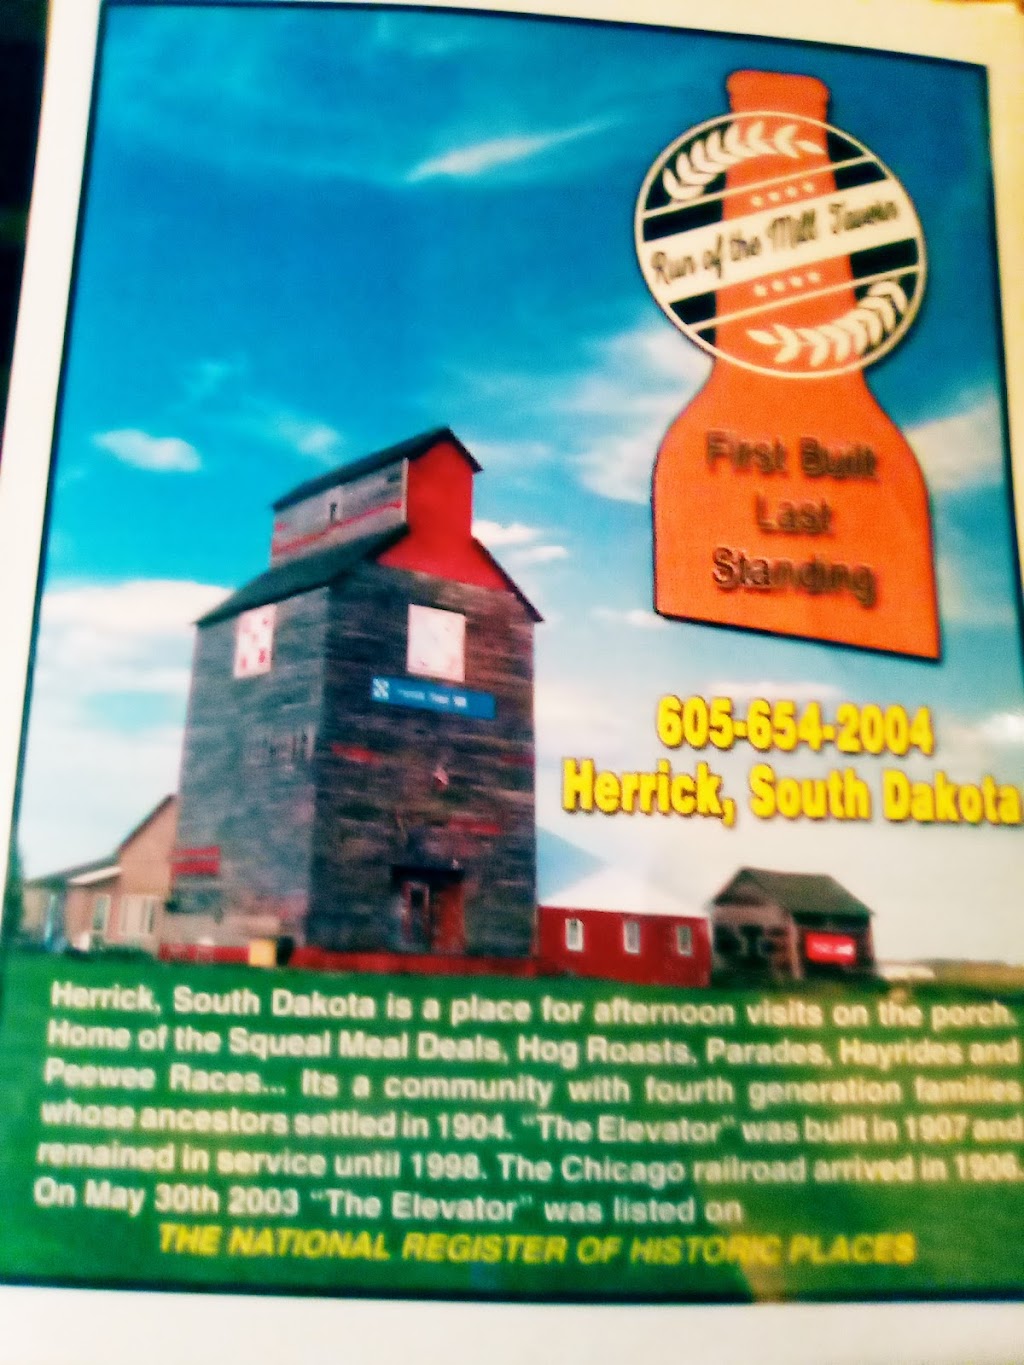 Run of the Mill Tavern
First Built
Last
Standing
605-654-2004
Herrick, South Dakota
Herrick, South Dakota is a place for afternoon visits on the porch.
Home of the Squeal Meal Deals, Hog Roasts, Parades, Hayrides and
Peewee Races... Its a community with fourth generation families
whose ancestors settled in 1904. "The Elevator" was built in 1907 and
remained in service until 1998. The Chicago railroad arrived in 1906.
On May 30th 2003 "The Elevator" was listed on
THE NATIONAL REGISTER OF HISTORIC PLACES